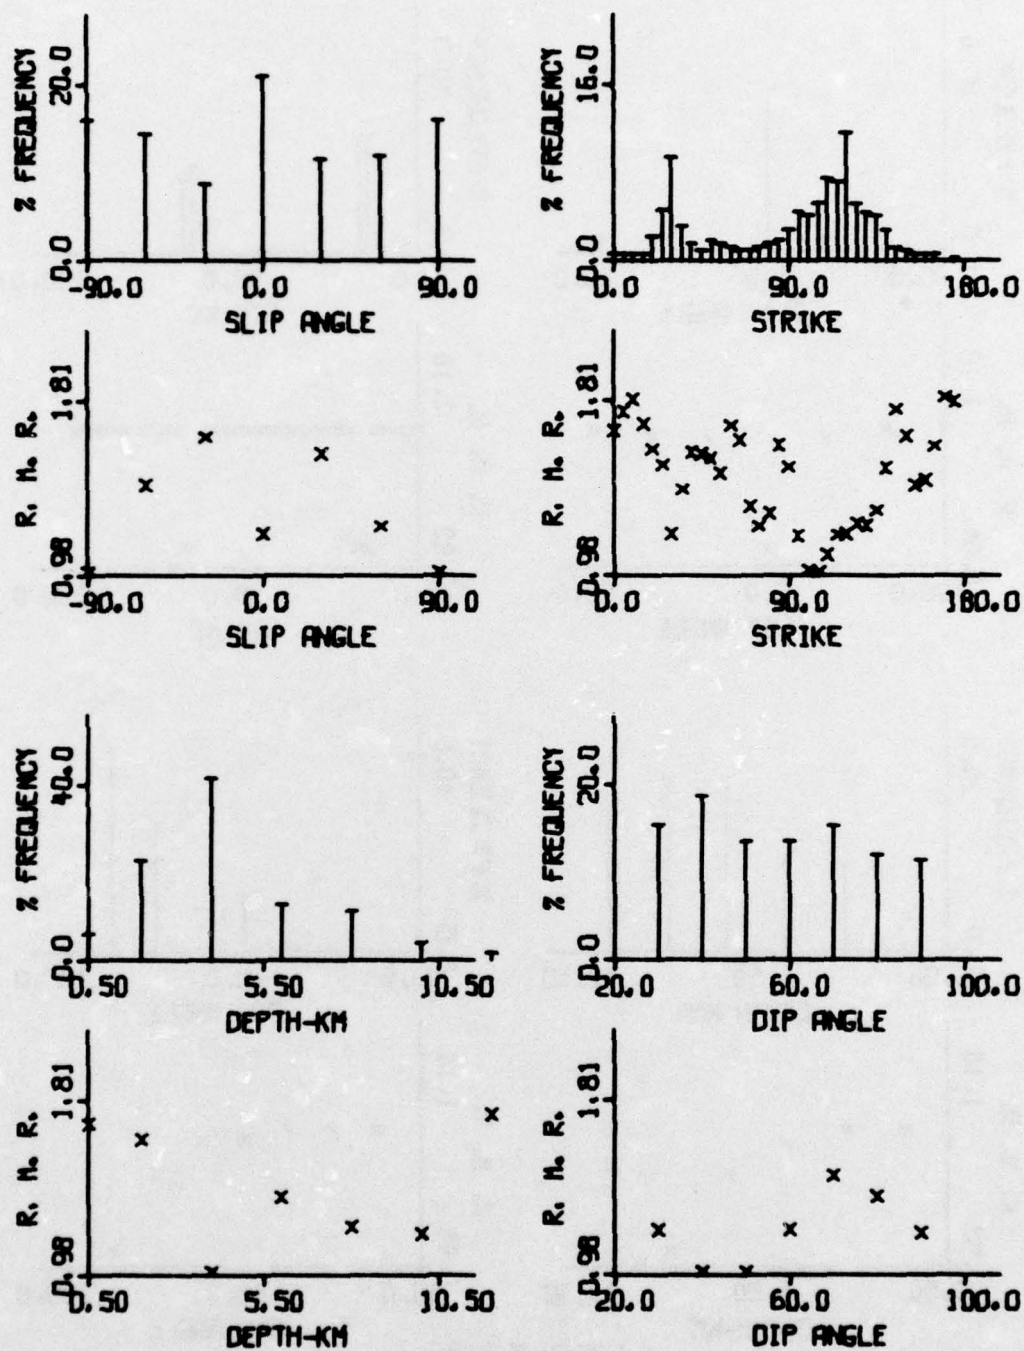 % FREQUENCY
20.0
0.0
-90.0 0.0 90.0
SLIP ANGLE
% FREQUENCY
16.0
0.0
0.0 90.0 180.0
STRIKE
R. M. R.
1.81
0.98
-90.0 0.0 90.0
SLIP ANGLE
R. M. R.
1.81
0.98
0.0 90.0 180.0
STRIKE
% FREQUENCY
40.0
0.0
0.50 5.50 10.50
DEPTH-KM
% FREQUENCY
20.0
0.0
20.0 60.0 100.0
DIP ANGLE
R. M. R.
1.81
0.98
0.50 5.50 10.50
DEPTH-KM
R. M. R.
1.81
0.98
20.0 60.0 100.0
DIP ANGLE